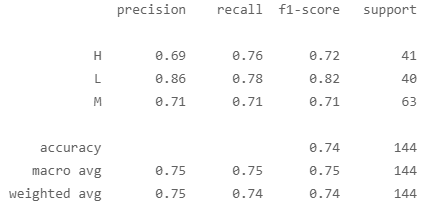 precision recall f1-score support
H 0.69 0.76 0.72 41
L 0.86 0.78 0.82 40
M 0.71 0.71 0.71 63
accuracy 0.74 144
macro avg 0.75 0.75 0.75 144
weighted avg 0.75 0.74 0.74 144